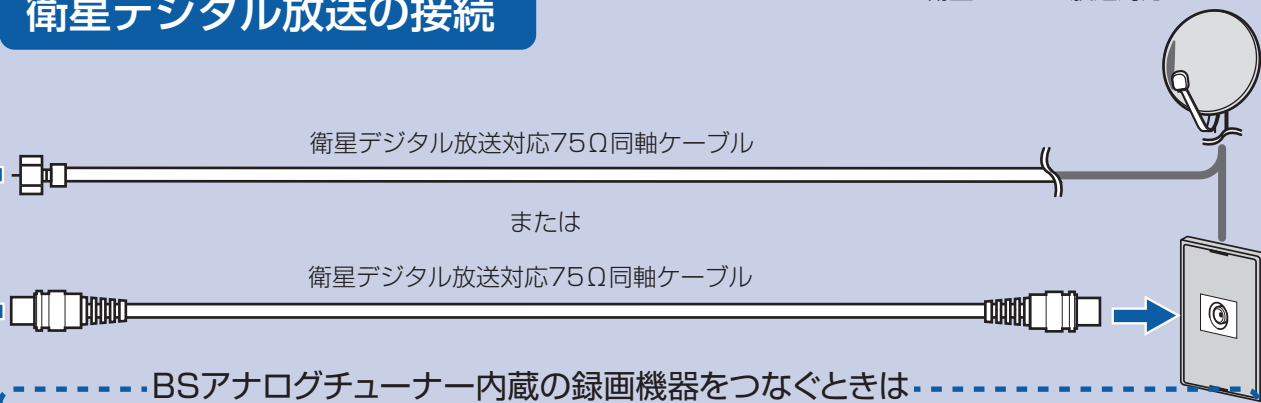 衛星デジタル放送の接続
衛星デジタル放送対応75Ω同軸ケーブル
または
衛星デジタル放送対応75Ω同軸ケーブル
BSアナログチューナー内蔵の録画機器をつなぐときは